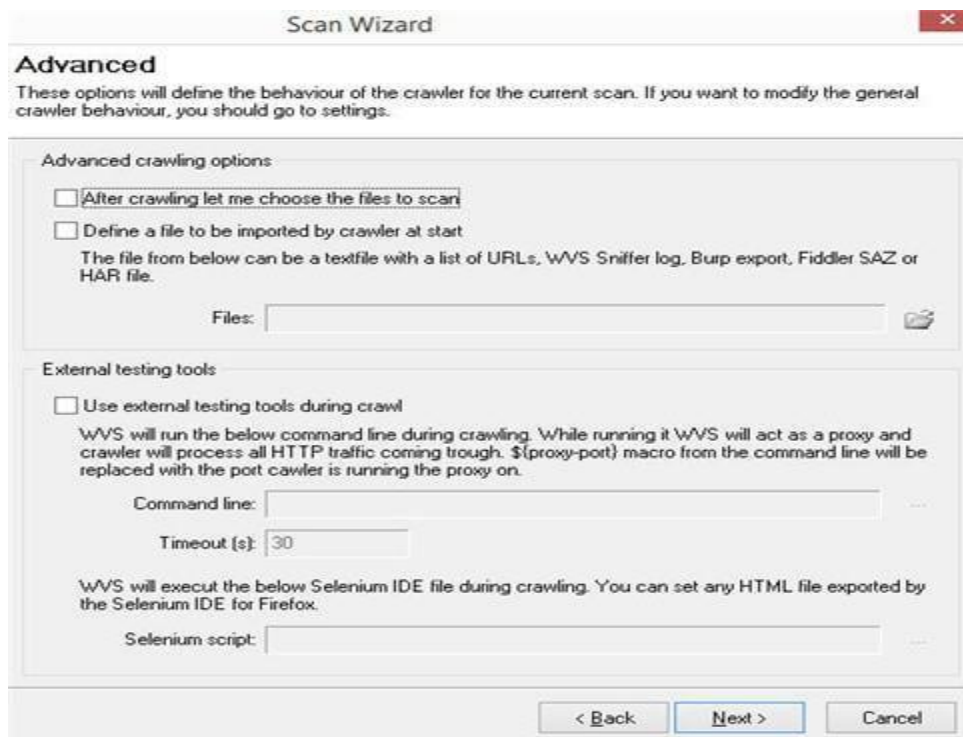 Scan Wizard
Advanced
These options will define the behaviour of the crawler for the current scan. If you want to modify the general
crawler behaviour, you should go to settings.
Advanced crawling options
After crawling let me choose the files to scan
Define a file to be imported by crawler at start
The file from below can be a textfile with a list of URLs, WVS Sniffer log, Burp export, Fiddler SAZ or
HAR file.
Files:
External testing tools
Use external testing tools during crawl
WVS will run the below command line during crawling. While running it WVS will act as a proxy and
crawler will process all HTTP traffic coming trough. ${proxy-port} macro from the command line will be
replaced with the port cawler is running the proxy on.
Command line: ...
Timeout (s): 30
WVS will execute the below Selenium IDE file during crawling. You can set any HTML file exported by
the Selenium IDE for Firefox.
Selenium script: ...
< Back Next > Cancel